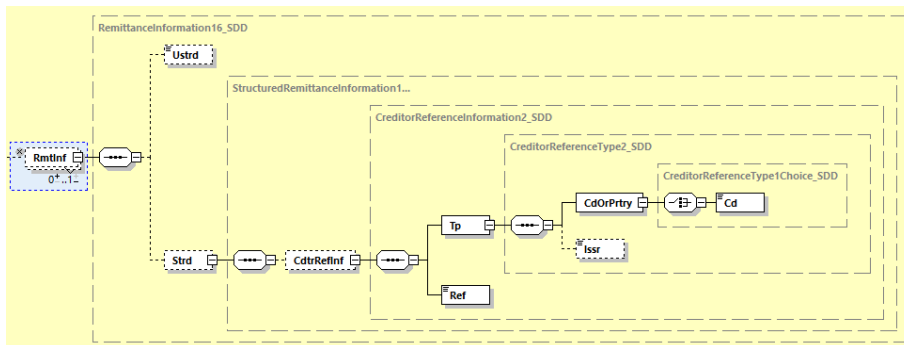 RemittanceInformation16_SDD
Ustrd
StructuredRemittanceInformation1...
CreditorReferenceInformation2_SDD
CreditorReferenceType2_SDD
CreditorReferenceType1Choice_SDD
RmtInf
0+..1
CdOrPrtry
Cd
Tp
Issr
Strd
CdtrRefInf
Ref